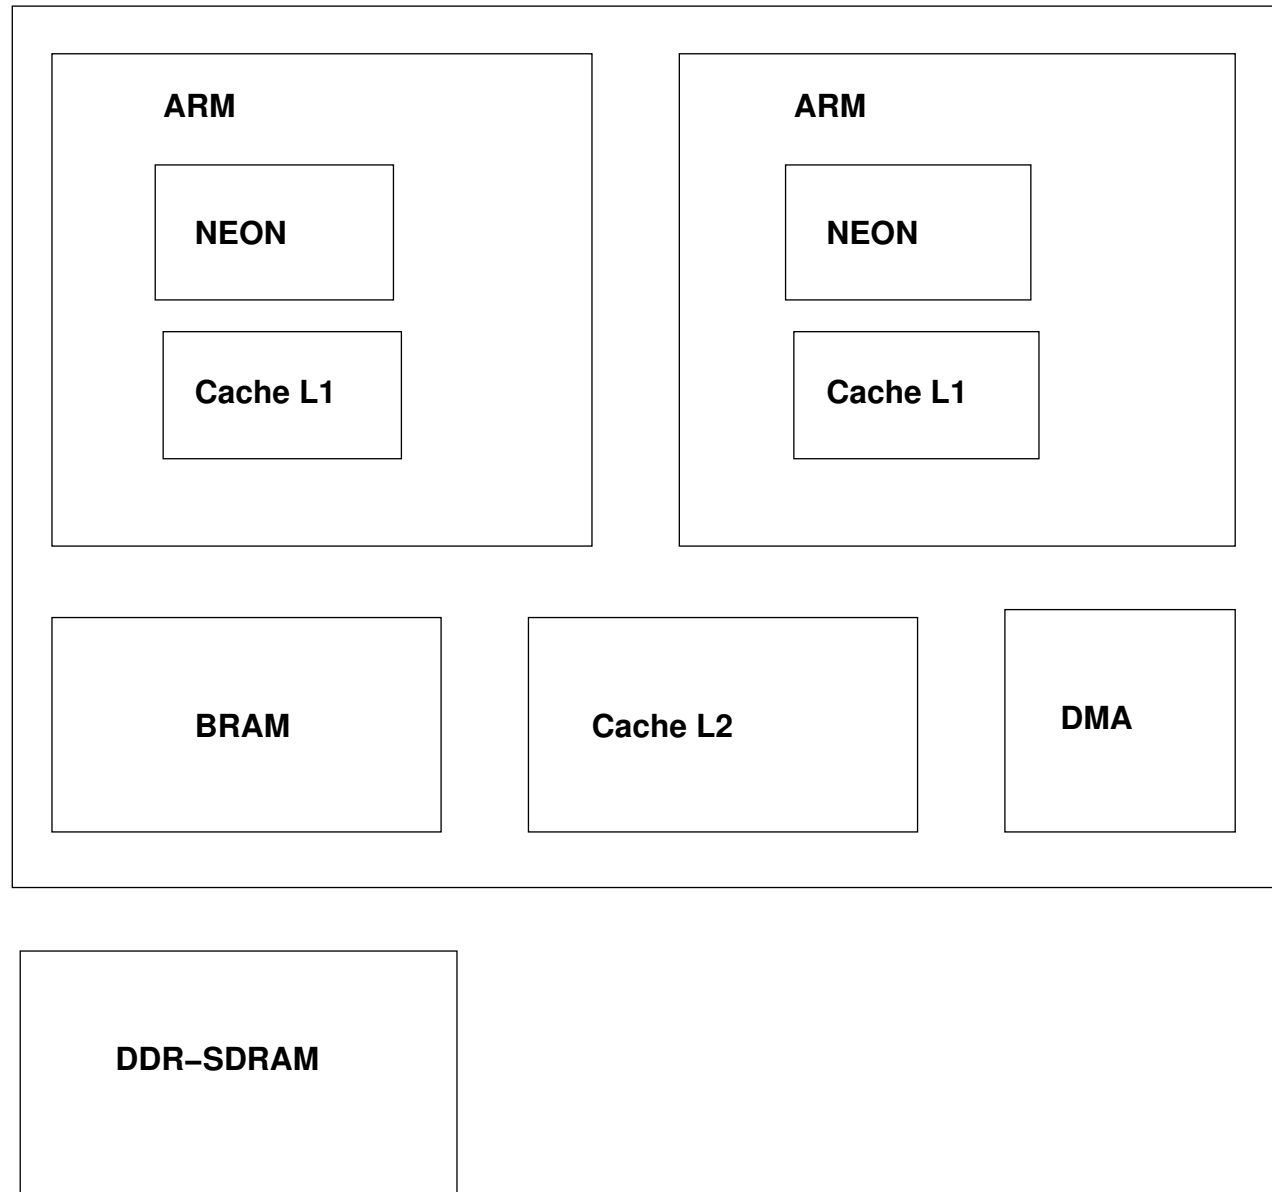 ARM
NEON
Cache L1
ARM
NEON
Cache L1
BRAM
Cache L2
DMA
DDR−SDRAM